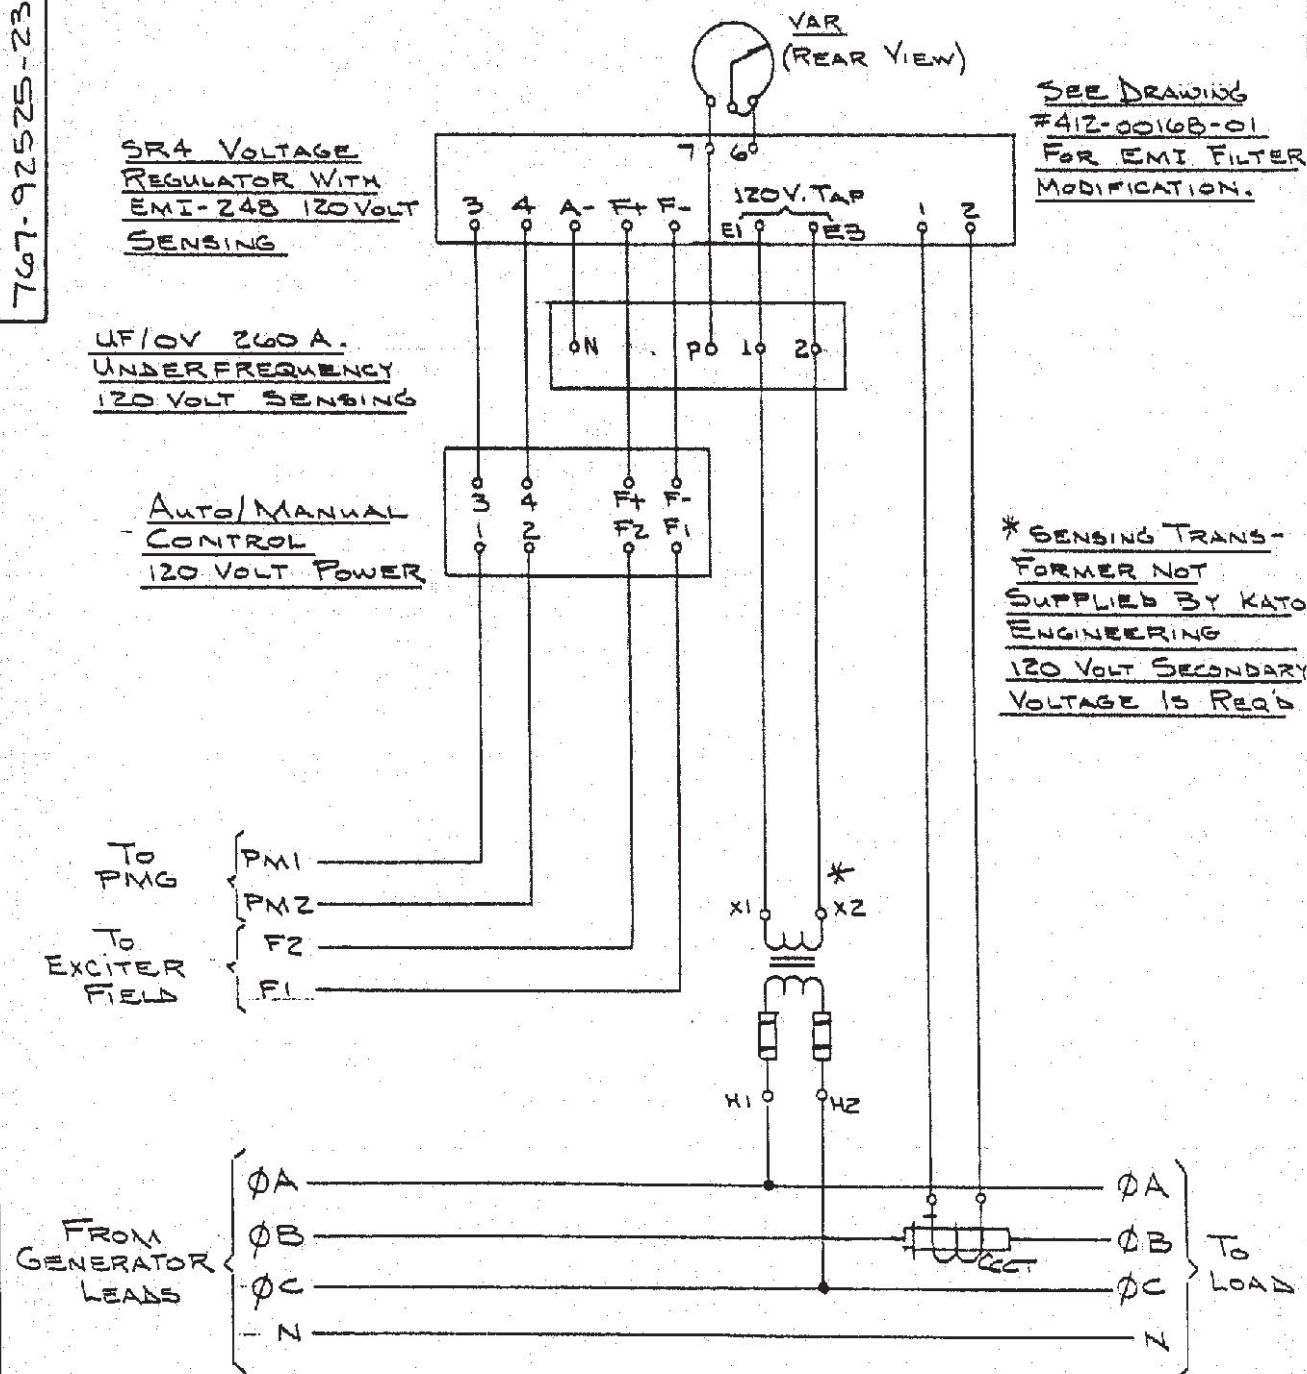 767-92525-23
VAR
(REAR VIEW)
SEE DRAWING
#412-00168-01
FOR EMI FILTER
MODIFICATION.
SR4 VOLTAGE
REGULATOR WITH
EMI-248 120 VOLT
SENSING
7 6
120V. TAP
3 4 A- F+ F- E1 E3 1 2
UF/OV 260 A.
UNDERFREQUENCY
120 VOLT SENSING
N P 1 2
AUTO/MANUAL
CONTROL
120 VOLT POWER
3 4 F+ F-
1 2 F2 F1
* SENSING TRANS-
FORMER NOT
SUPPLIED BY KATO
ENGINEERING
120 VOLT SECONDARY
VOLTAGE IS REQ'D
TO
PMG
PM1
PM2
TO
EXCITER
FIELD
F2
F1
*
X1 X2
H1 H2
FROM
GENERATOR
LEADS
ØA ØA
ØB ØB
CCCT
ØC ØC
N N
TO
LOAD